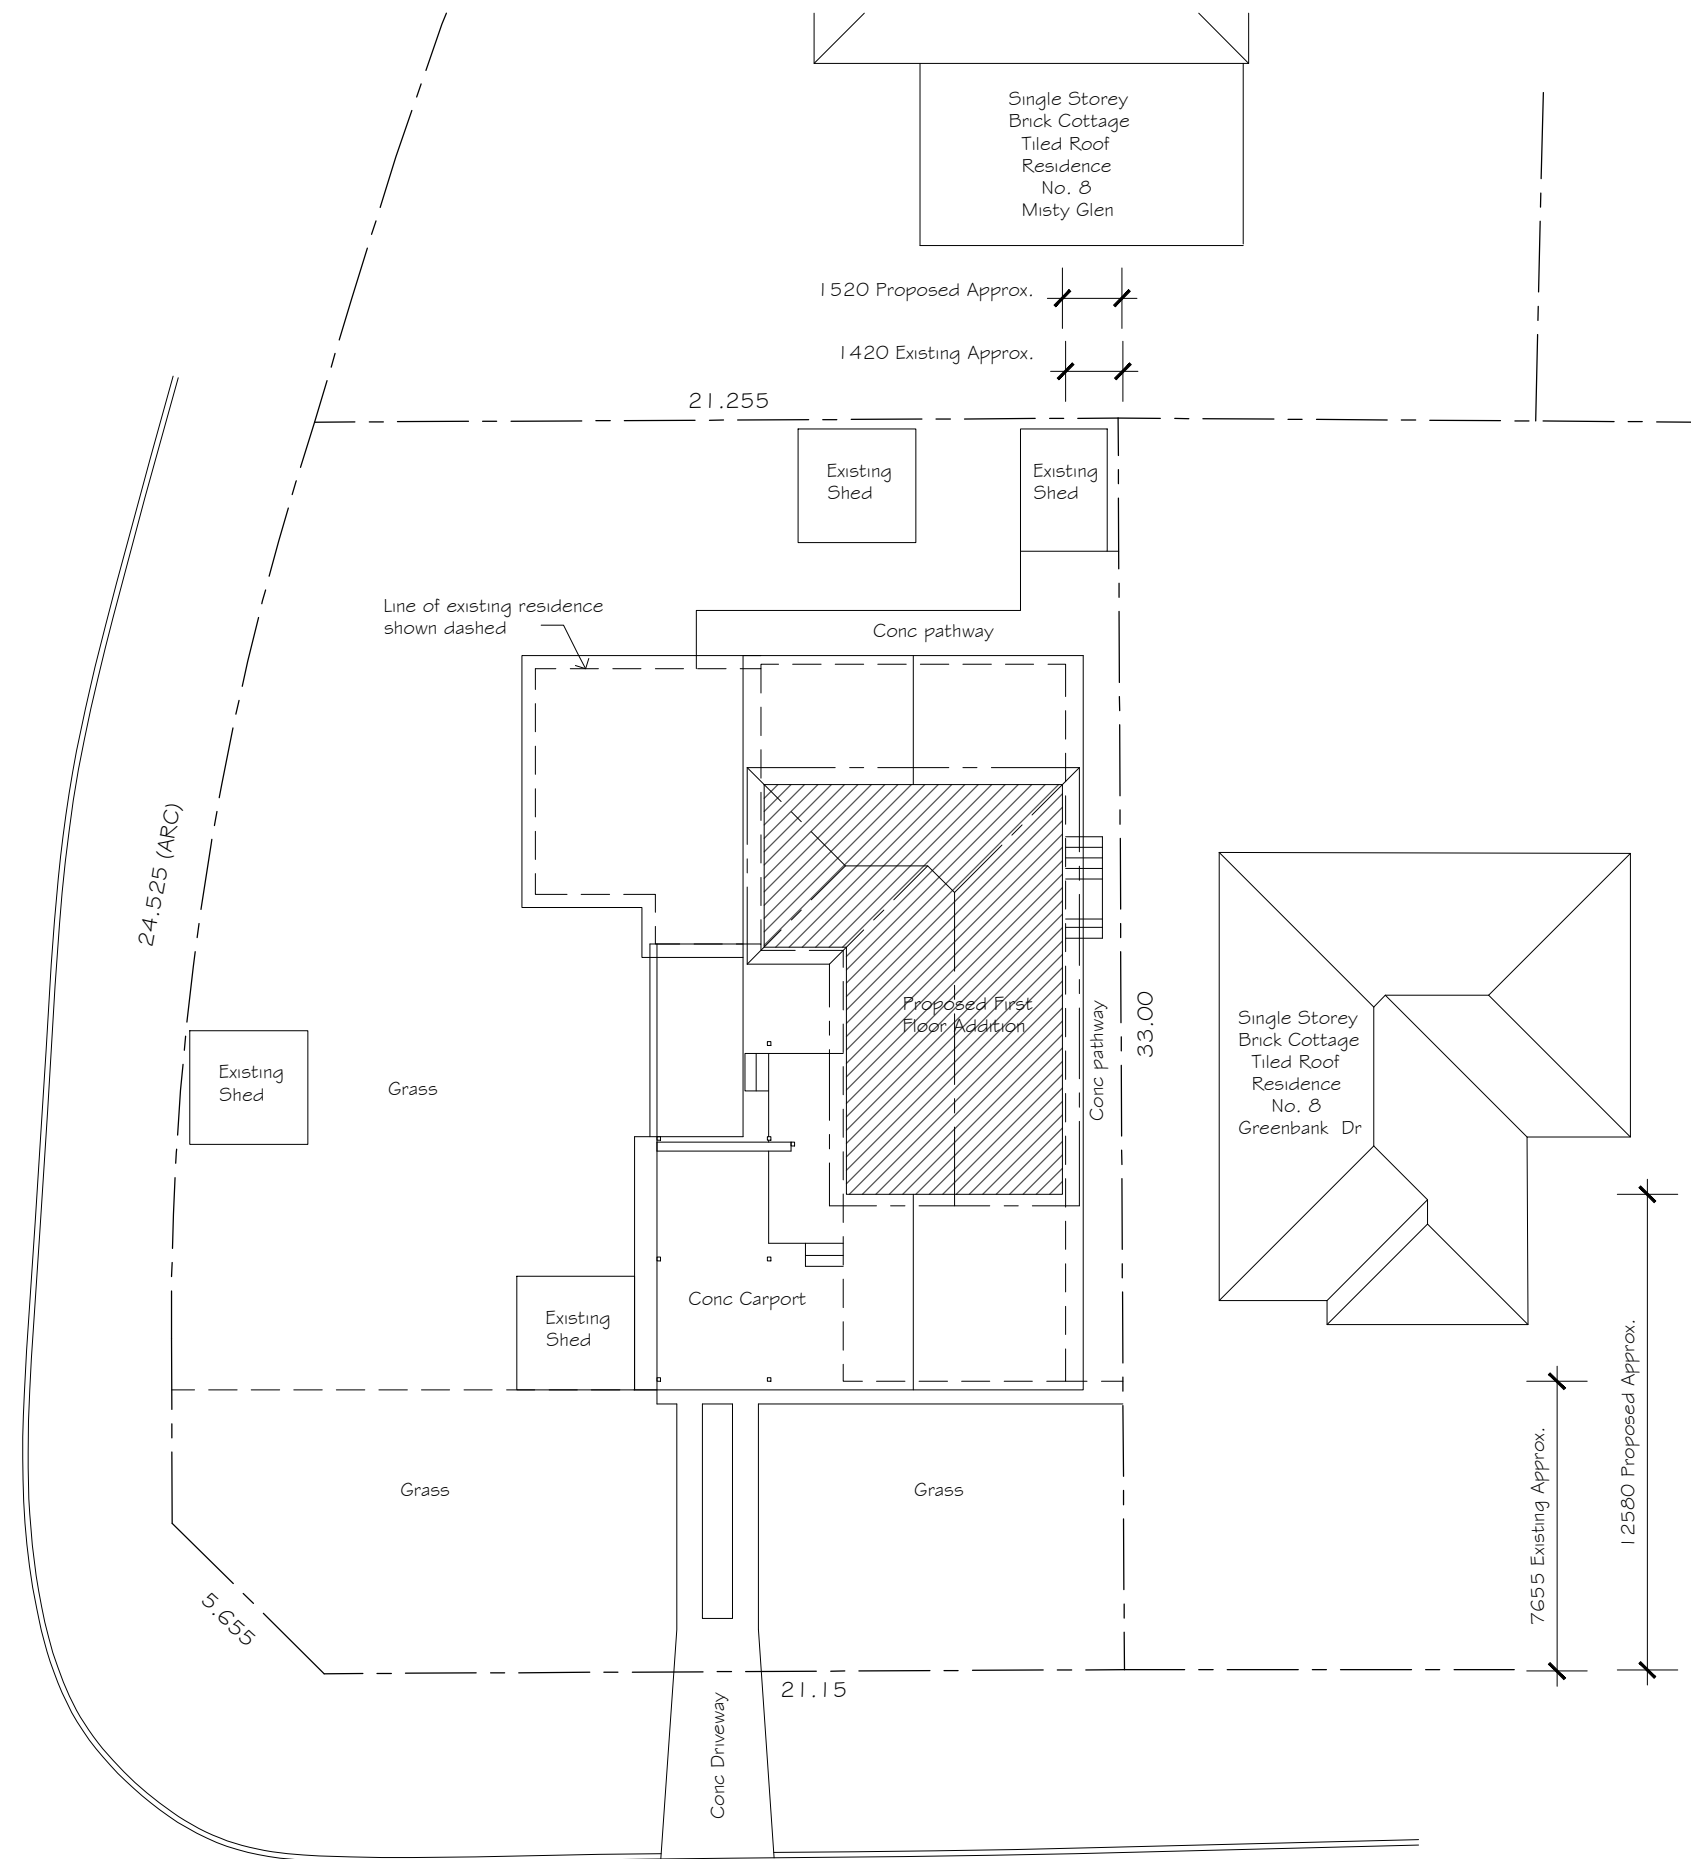 Single Storey
Brick Cottage
Tiled Roof
Residence
No. 8
Misty Glen
1520 Proposed Approx.
1420 Existing Approx.
21.255
Existing
Shed
Existing
Shed
Line of existing residence
shown dashed
Conc pathway
24.525 (ARC)
Proposed First
Floor Addition
Conc pathway
33.00
Single Storey
Brick Cottage
Tiled Roof
Residence
No. 8
Greenbank Dr
Existing
Shed
Grass
Existing
Shed
Conc Carport
12580 Proposed Approx.
7655 Existing Approx.
Grass
Grass
5.655
21.15
Conc Driveway